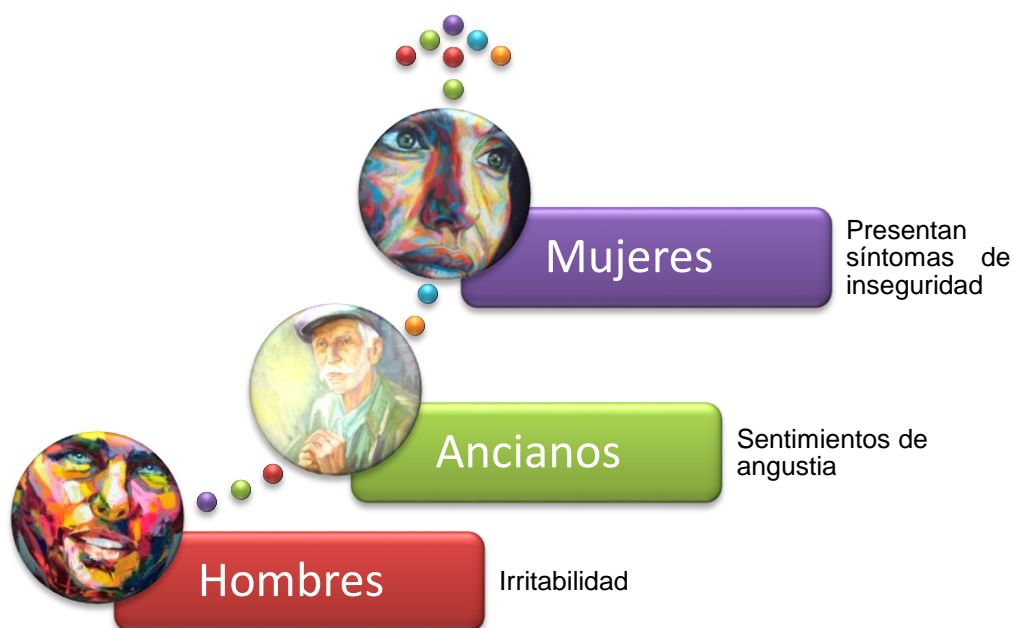 Mujeres
Presentan
síntomas de
inseguridad
Ancianos
Sentimientos de
angustia
Hombres
Irritabilidad